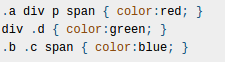 .a div p span { color:red; }
div .d { color:green; }
.b .c span { color:blue; }